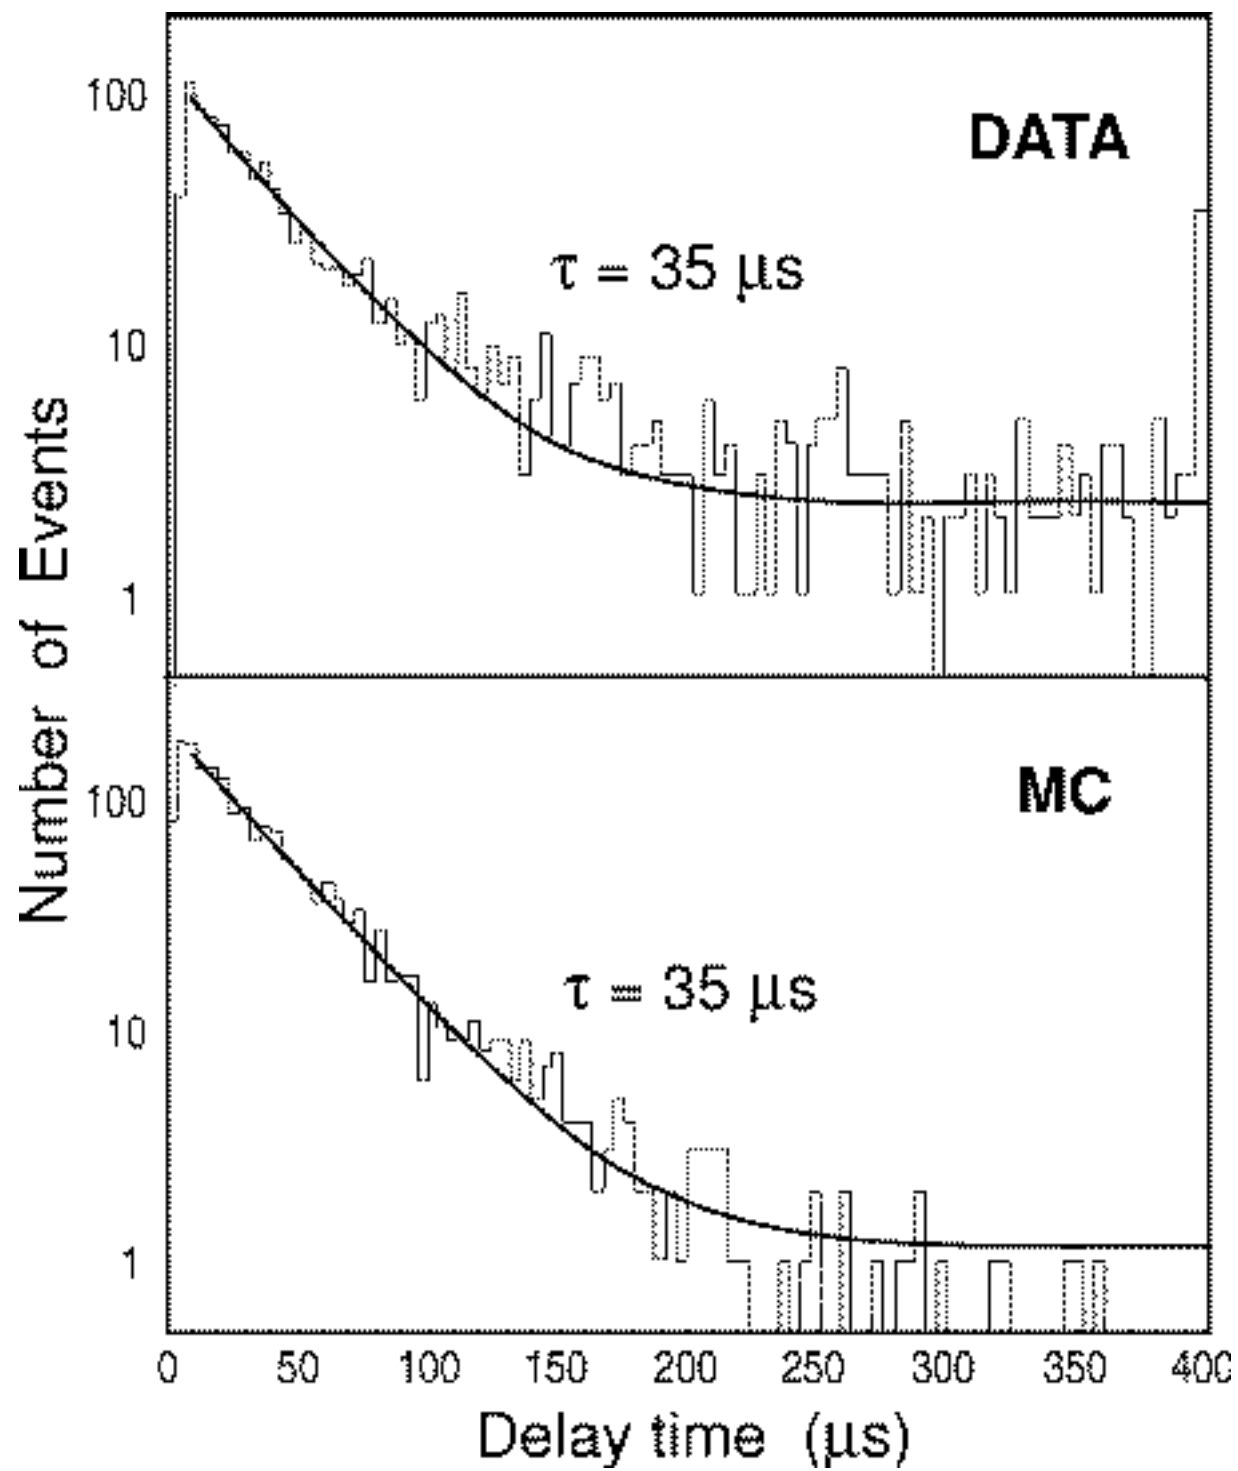 100
DATA
τ = 35 μs
10
1
Number of Events
MC
100
τ = 35 μs
10
1
0 50 100 150 200 250 300 350 400
Delay time (μs)